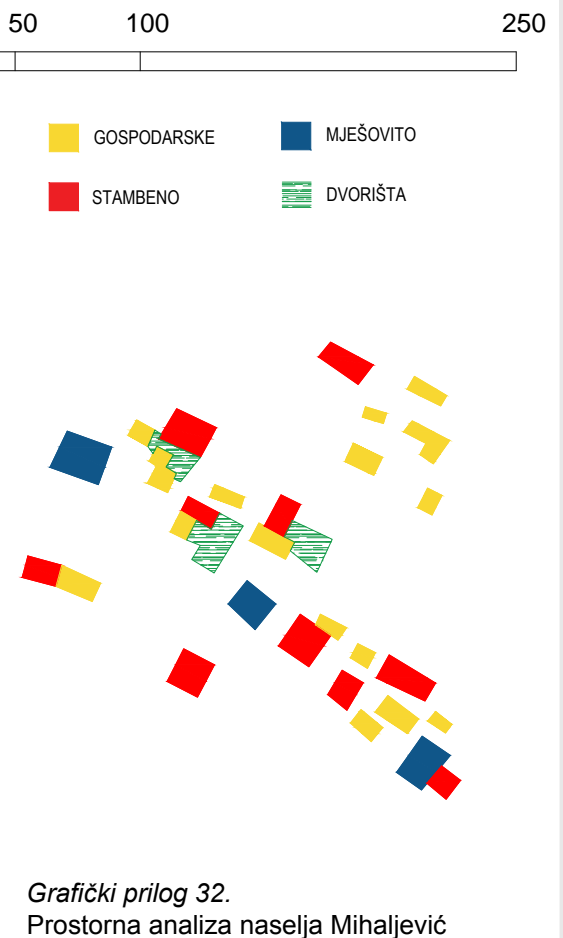 50 100 250
GOSPODARSKE MJEŠOVITO
STAMBENO DVORIŠTA
Grafički prilog 32.
Prostorna analiza naselja Mihaljević